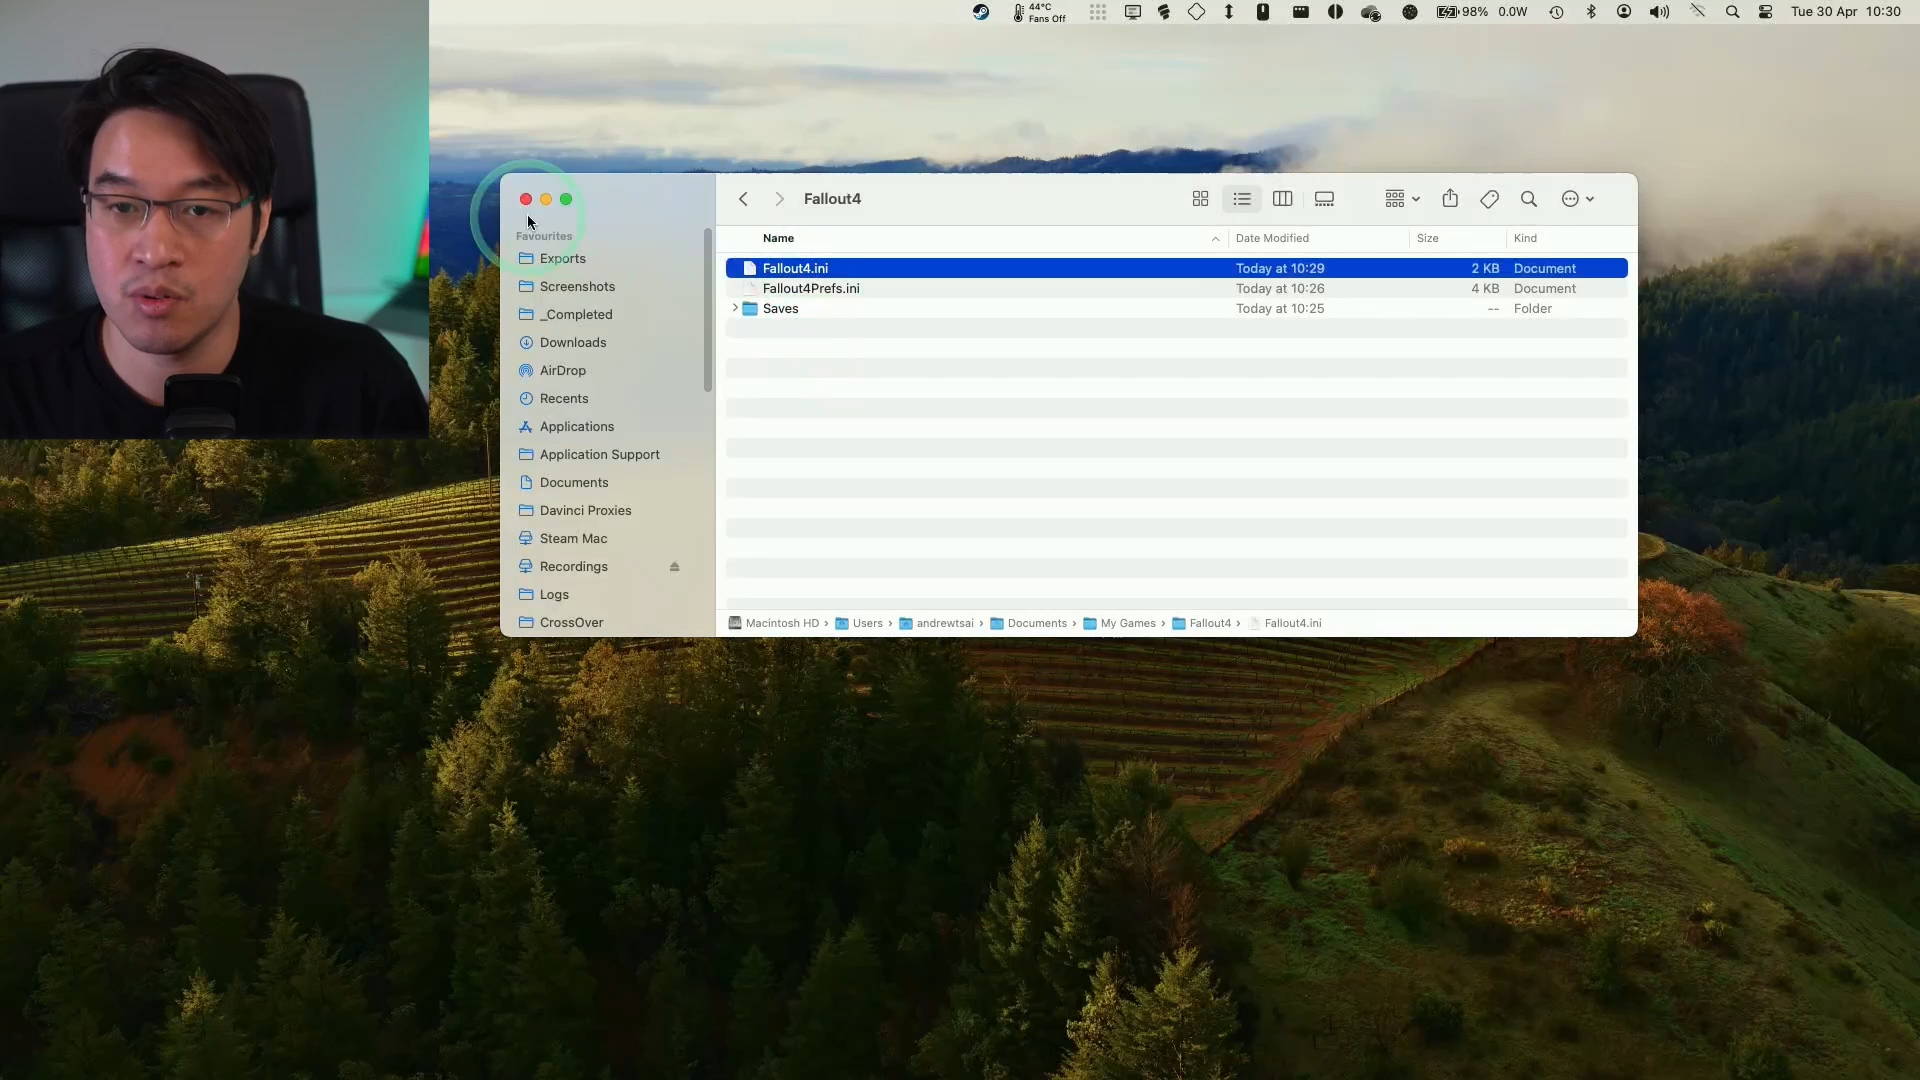 44°C
Fans Off
98% 0.0W
Tue 30 Apr 10:30
Fallout4
Favourites
Exports
Screenshots
_Completed
Downloads
AirDrop
Recents
Applications
Application Support
Documents
Davinci Proxies
Steam Mac
Recordings
Logs
CrossOver
Name Date Modified Size Kind
Fallout4.ini Today at 10:29 2 KB Document
Fallout4Prefs.ini Today at 10:26 4 KB Document
Saves Today at 10:25 -- Folder
Macintosh HD › Users › andrewtsai › Documents › My Games › Fallout4 › Fallout4.ini